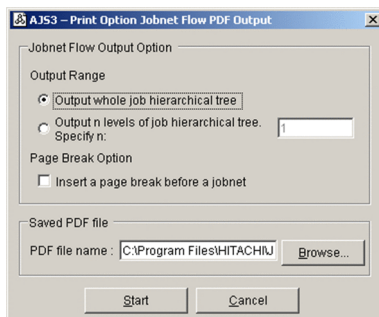 AJS3 – Print Option Jobnet Flow PDF Output
Jobnet Flow Output Option
Output Range
Output whole job hierarchical tree
Output n levels of job hierarchical tree.
Specify n:
1
Page Break Option
Insert a page break before a jobnet
Saved PDF file
PDF file name :
C:\Program Files\HITACHI\J
Browse...
Start
Cancel